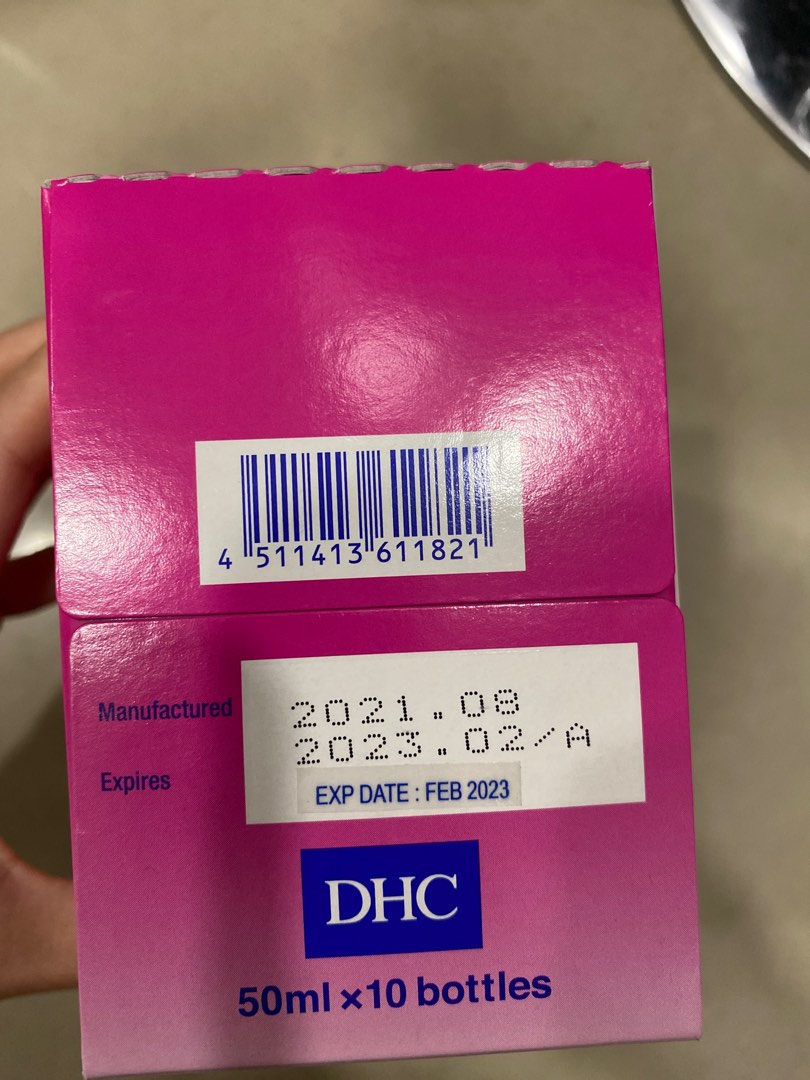 4 511413 611821
Manufactured 2021.08
2023.02/A
Expires
EXP DATE : FEB 2023
DHC
50ml ×10 bottles